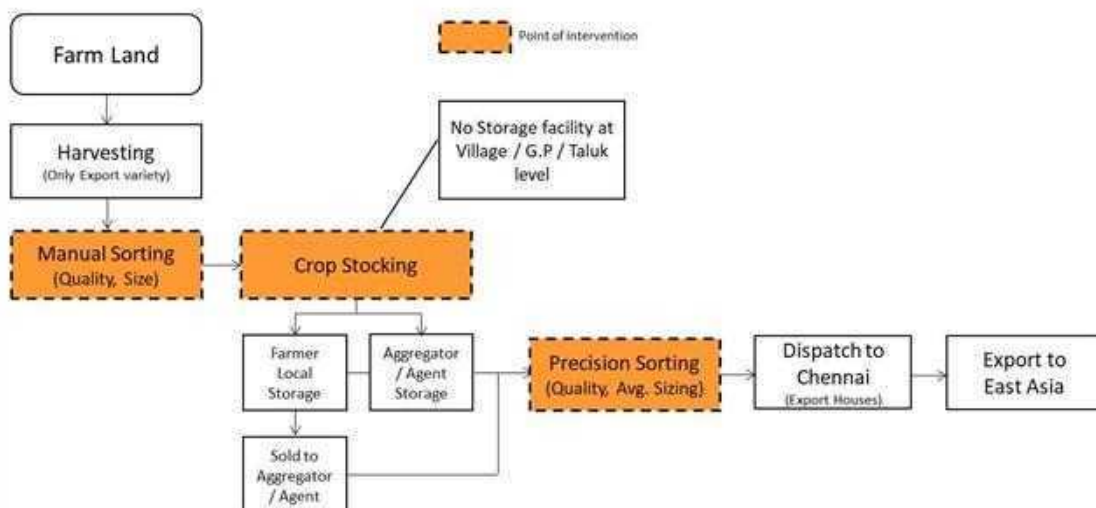 Farm Land
Point of intervention
Harvesting
(Only Export variety)
No Storage facility at
Village / G.P / Taluk
level
Manual Sorting
(Quality, Size)
Crop Stocking
Farmer
Local
Storage
Aggregator
/ Agent
Storage
Precision Sorting
(Quality, Avg. Sizing)
Dispatch to
Chennai
(Export Houses)
Export to
East Asia
Sold to
Aggregator
/ Agent